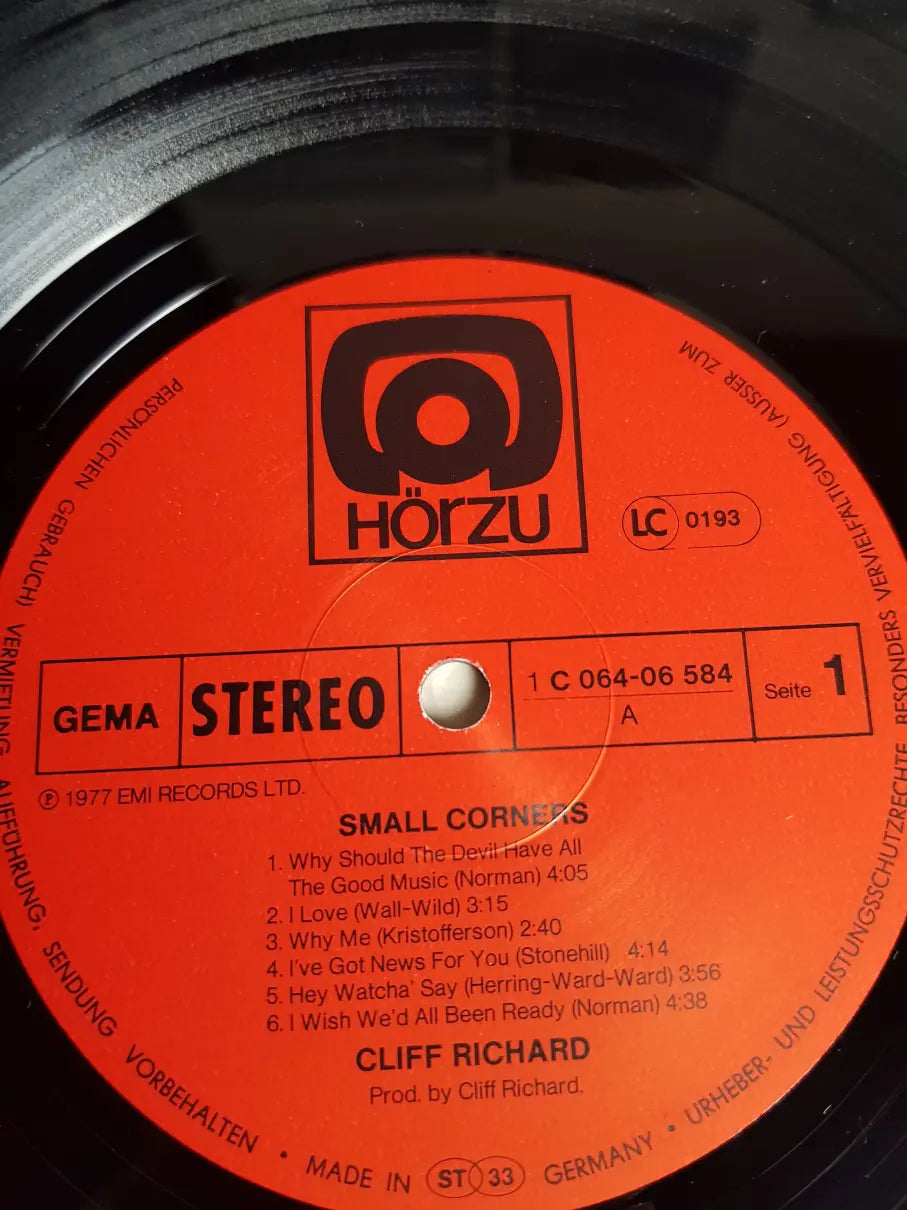 HÖRZU
LC 0193
GEMA STEREO 1 C 064-06 584 Seite 1
A
Ⓟ 1977 EMI RECORDS LTD.
SMALL CORNERS
1. Why Should The Devil Have All
The Good Music (Norman) 4:05
2. I Love (Wall-Wild) 3:15
3. Why Me (Kristofferson) 2:40
4. I've Got News For You (Stonehill) 4:14
5. Hey Watcha' Say (Herring-Ward-Ward) 3:56
6. I Wish We'd All Been Ready (Norman) 4:38
CLIFF RICHARD
Prod. by Cliff Richard.
MADE IN ST 33 GERMANY • URHEBER- UND LEISTUNGSSCHUTZRECHTE BESONDERS VERVIELFÄLTIGUNG (AUSSER ZUM PERSÖNLICHEN GEBRAUCH) VERMIETUNG AUFFÜHRUNG, SENDUNG VORBEHALTEN •